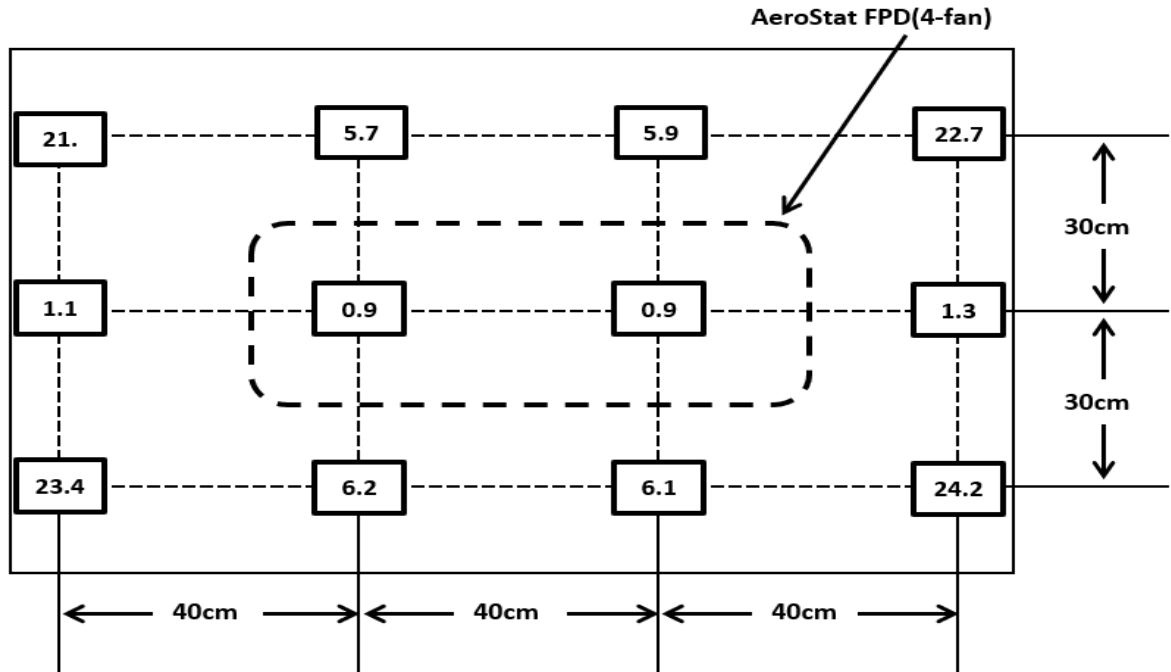 AeroStat FPD(4-fan)
21. 5.7 5.9 22.7
30cm
1.1 0.9 0.9 1.3
30cm
23.4 6.2 6.1 24.2
40cm 40cm 40cm